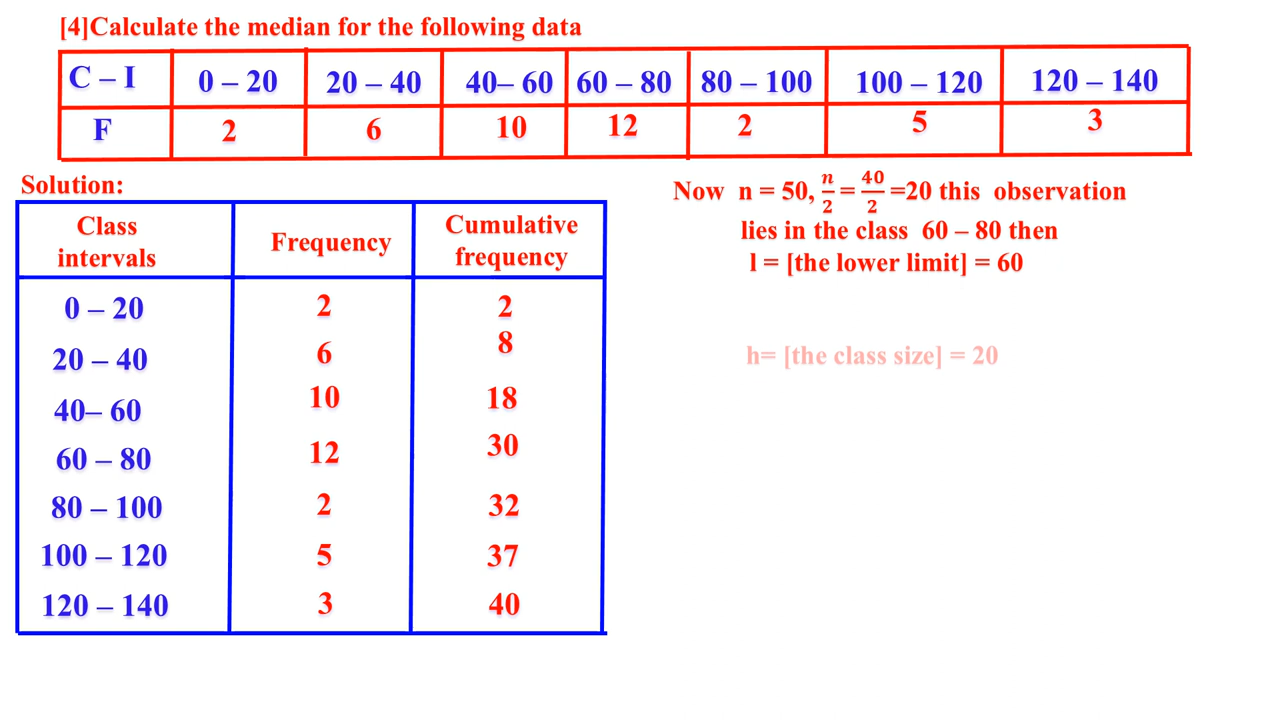 [4]Calculate the median for the following data
C – I 0 – 20 20 – 40 40– 60 60 – 80 80 – 100 100 – 120 120 – 140
F 2 6 10 12 2 5 3
Solution:
Now n = 50, n/2 = 40/2 =20 this observation
lies in the class 60 – 80 then
l = [the lower limit] = 60
h= [the class size] = 20
Class intervals Frequency Cumulative frequency
0 – 20 2 2
20 – 40 6 8
40– 60 10 18
60 – 80 12 30
80 – 100 2 32
100 – 120 5 37
120 – 140 3 40